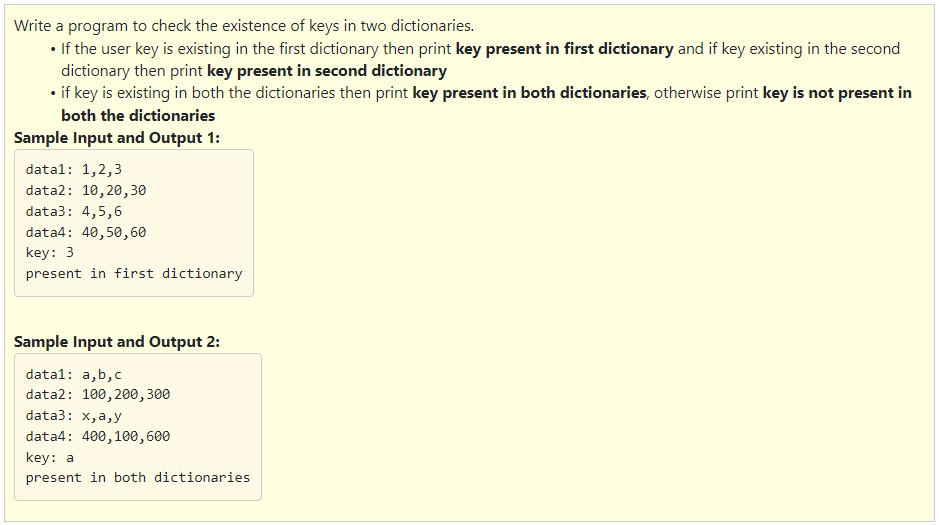 Write a program to check the existence of keys in two dictionaries.
• If the user key is existing in the first dictionary then print key present in first dictionary and if key existing in the second
dictionary then print key present in second dictionary
• if key is existing in both the dictionaries then print key present in both dictionaries, otherwise print key is not present in
both the dictionaries
Sample Input and Output 1:
data1: 1,2,3
data2: 10,20,30
data3: 4,5,6
data4: 40,50,60
key: 3
present in first dictionary
Sample Input and Output 2:
data1: a,b,c
data2: 100,200,300
data3: x,a,y
data4: 400,100,600
key: a
present in both dictionaries